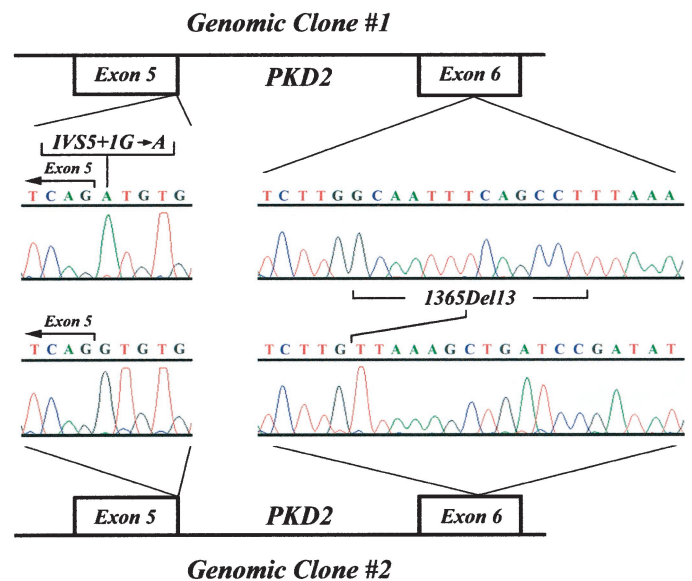 Genomic Clone #1
Exon 5 PKD2 Exon 6
IVS5+1G→A
Exon 5
TCAGATGTG TCTTGGCAATTTCAGCCTTTAAA
1365Del13
Exon 5
TCAGGTGTG TCTTGTTAAAGCTGATCCGATAT
Exon 5 PKD2 Exon 6
Genomic Clone #2